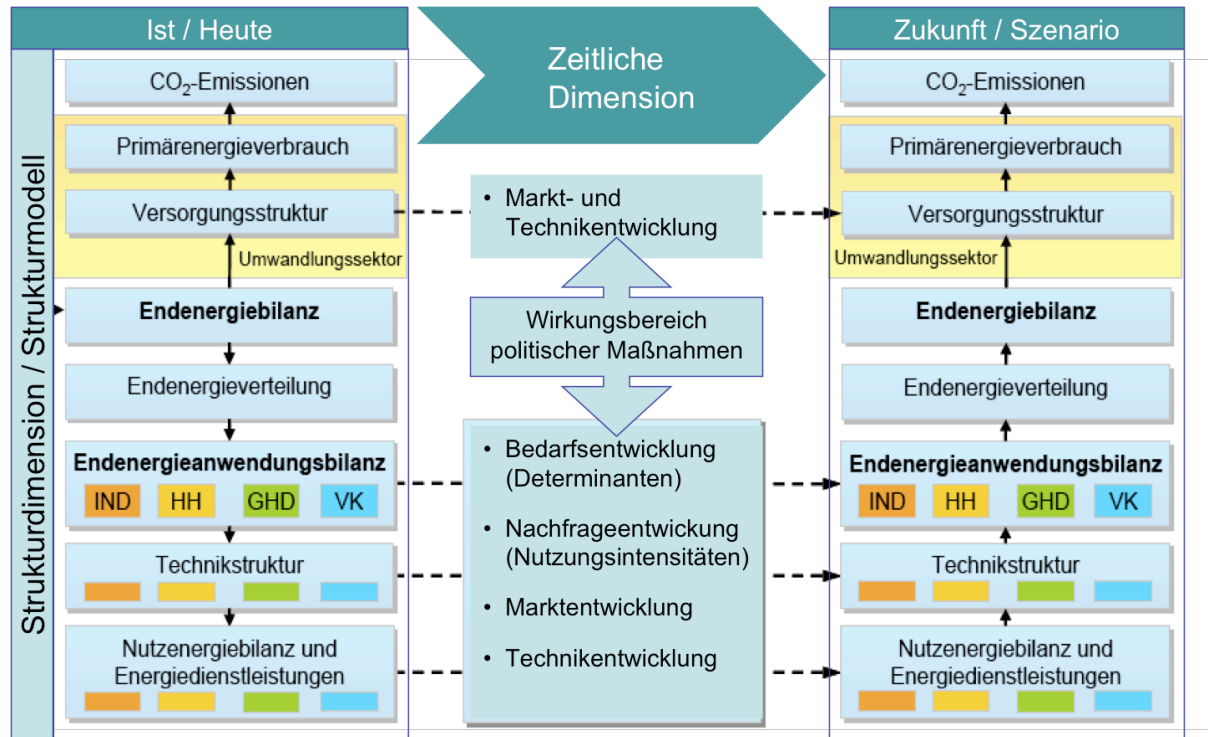 Ist / Heute
Strukturdimension / Strukturmodell
CO₂-Emissionen
Primärenergieverbrauch
Versorgungsstruktur
Umwandlungssektor
Endenergiebilanz
Endenergieverteilung
Endenergieanwendungsbilanz
IND HH GHD VK
Technikstruktur
Nutzenergiebilanz und
Energiedienstleistungen
Zeitliche
Dimension
• Markt- und
Technikentwicklung
Wirkungsbereich
politischer Maßnahmen
• Bedarfsentwicklung
(Determinanten)
• Nachfrageentwickung
(Nutzungsintensitäten)
• Marktentwicklung
• Technikentwicklung
Zukunft / Szenario
CO₂-Emissionen
Primärenergieverbrauch
Versorgungsstruktur
Umwandlungssektor
Endenergiebilanz
Endenergieverteilung
Endenergieanwendungsbilanz
IND HH GHD VK
Technikstruktur
Nutzenergiebilanz und
Energiedienstleistungen